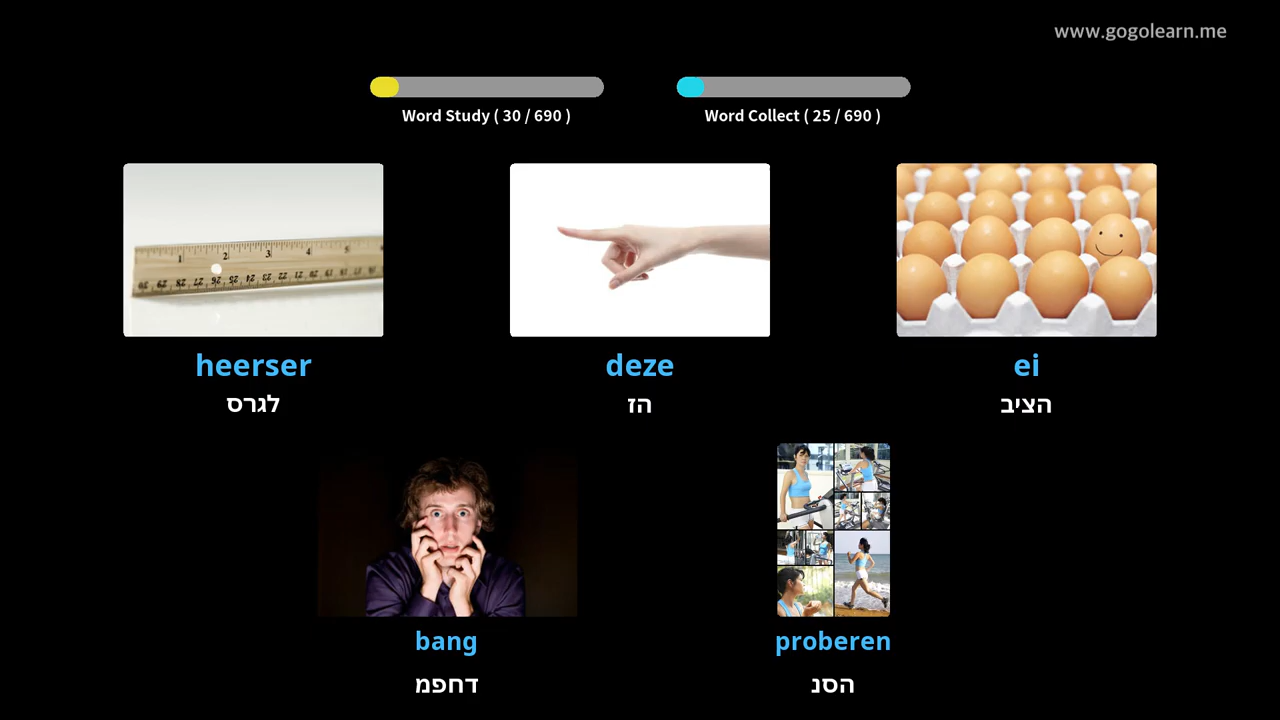 www.gogolearn.me
Word Study ( 30 / 690 )
Word Collect ( 25 / 690 )
heerser
לגרס
deze
הז
ei
הציב
bang
דחפמ
proberen
הסנ